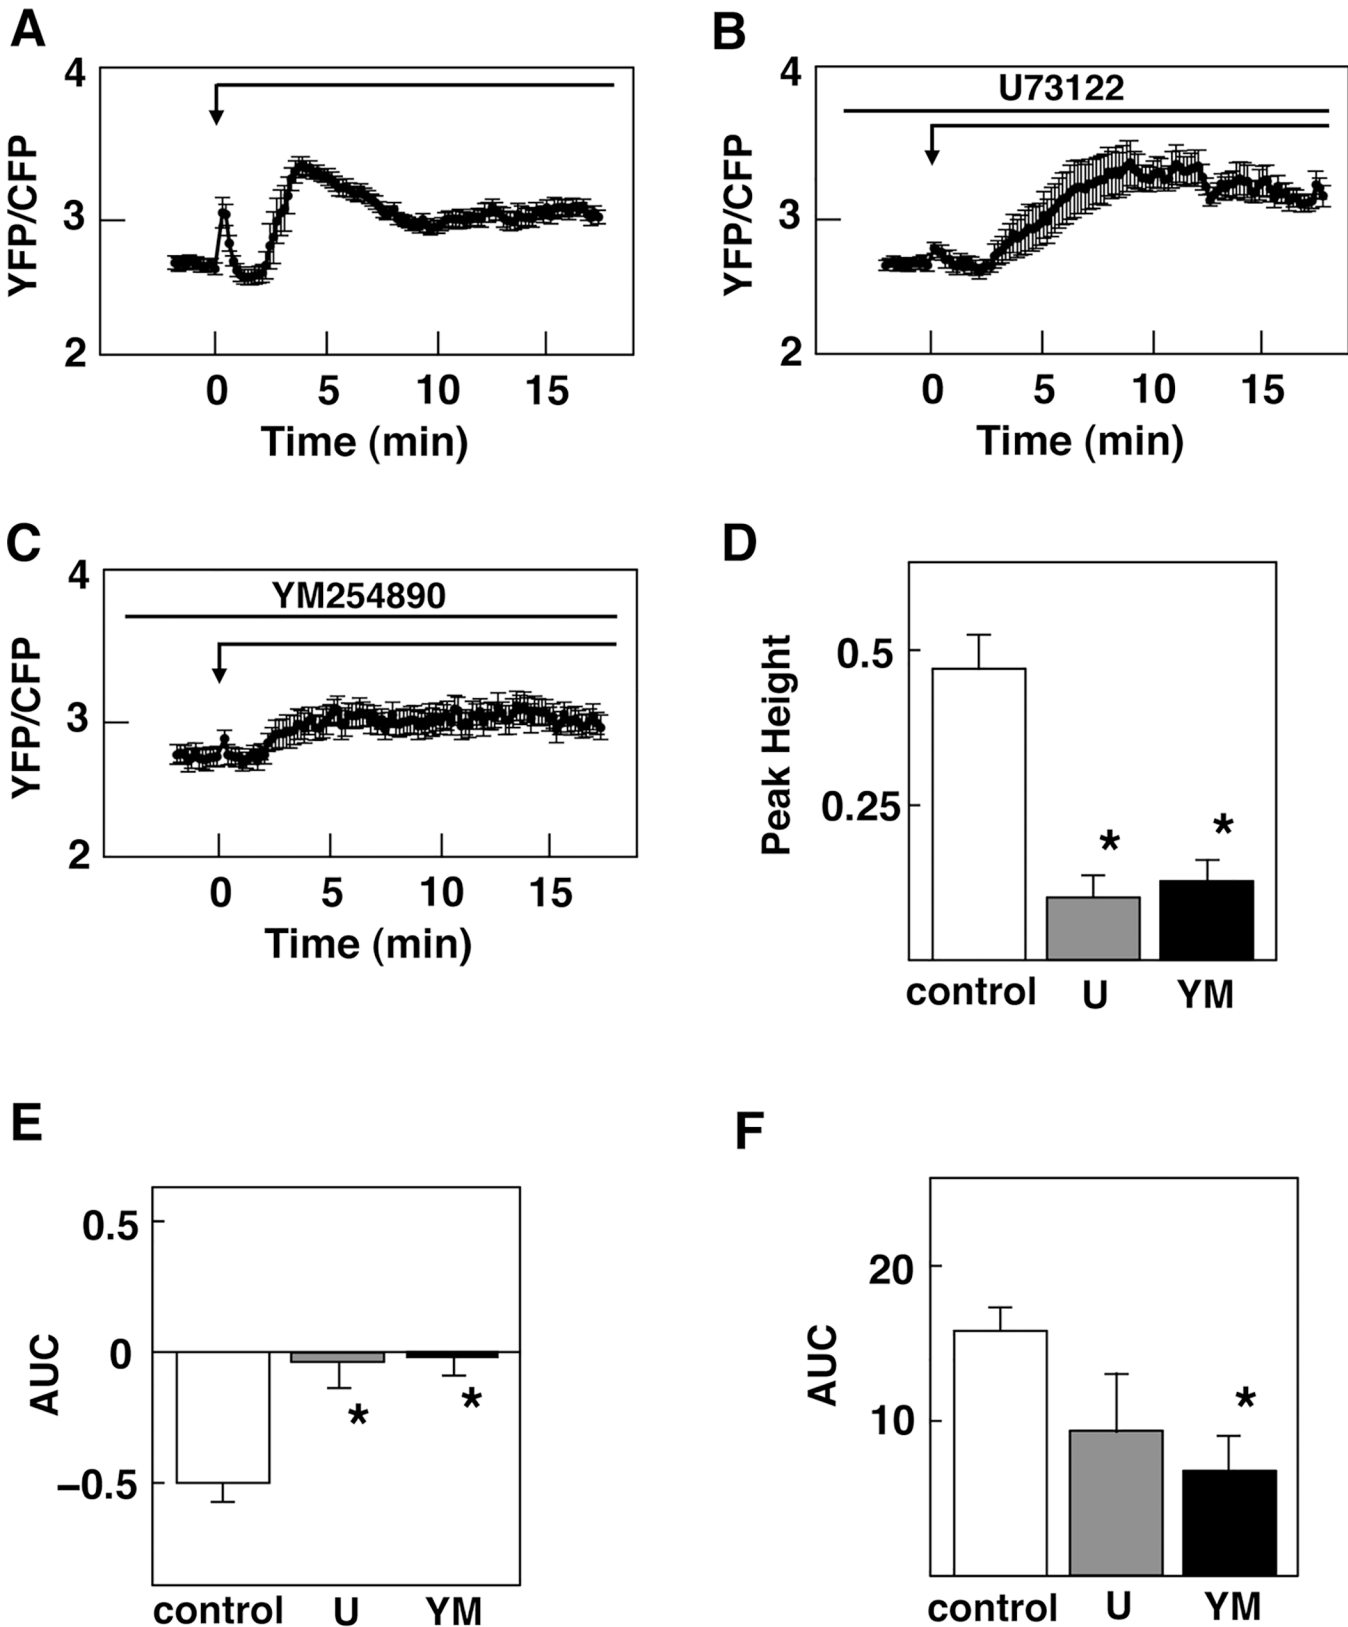 A
4
3
2
YFP/CFP
0 5 10 15
Time (min)
B
U73122
4
3
2
YFP/CFP
0 5 10 15
Time (min)
C
YM254890
4
3
2
YFP/CFP
0 5 10 15
Time (min)
D
0.5
0.25
Peak Height
*
*
control U YM
E
0.5
0
−0.5
AUC
*
*
control U YM
F
20
10
AUC
*
control U YM